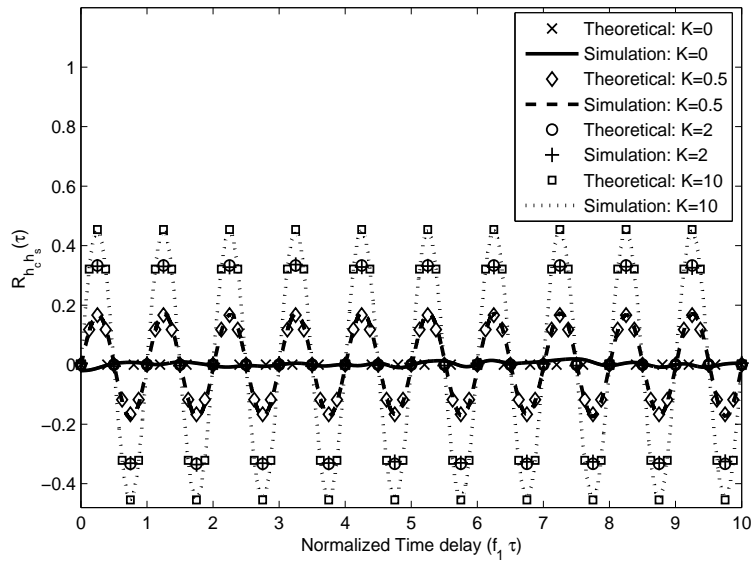 Theoretical: K=0
Simulation: K=0
Theoretical: K=0.5
Simulation: K=0.5
Theoretical: K=2
Simulation: K=2
Theoretical: K=10
Simulation: K=10
1
0.8
0.6
0.4
0.2
0
−0.2
−0.4
R_{h_c h_s}(τ)
0 1 2 3 4 5 6 7 8 9 10
Normalized Time delay (f_1 τ)